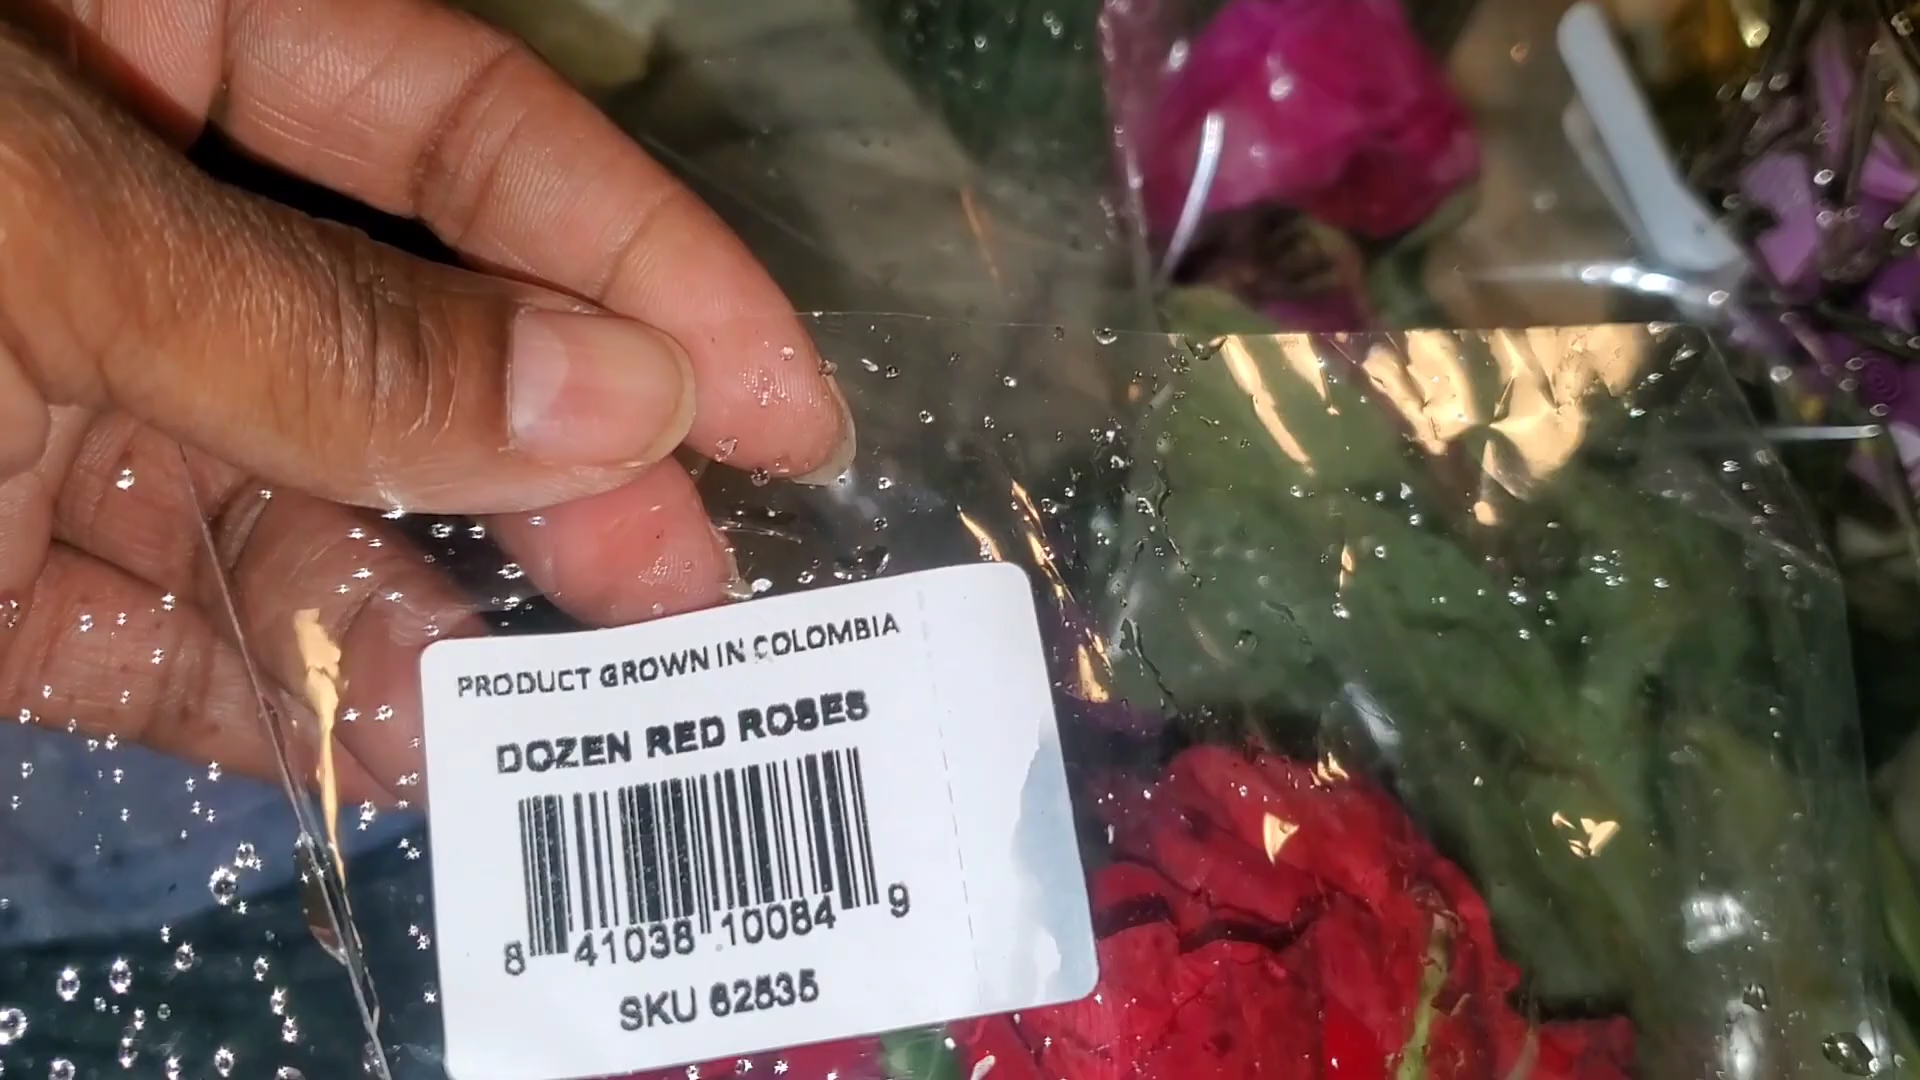 PRODUCT GROWN IN COLOMBIA
DOZEN RED ROSES
8 41038 10084 9
SKU 62535